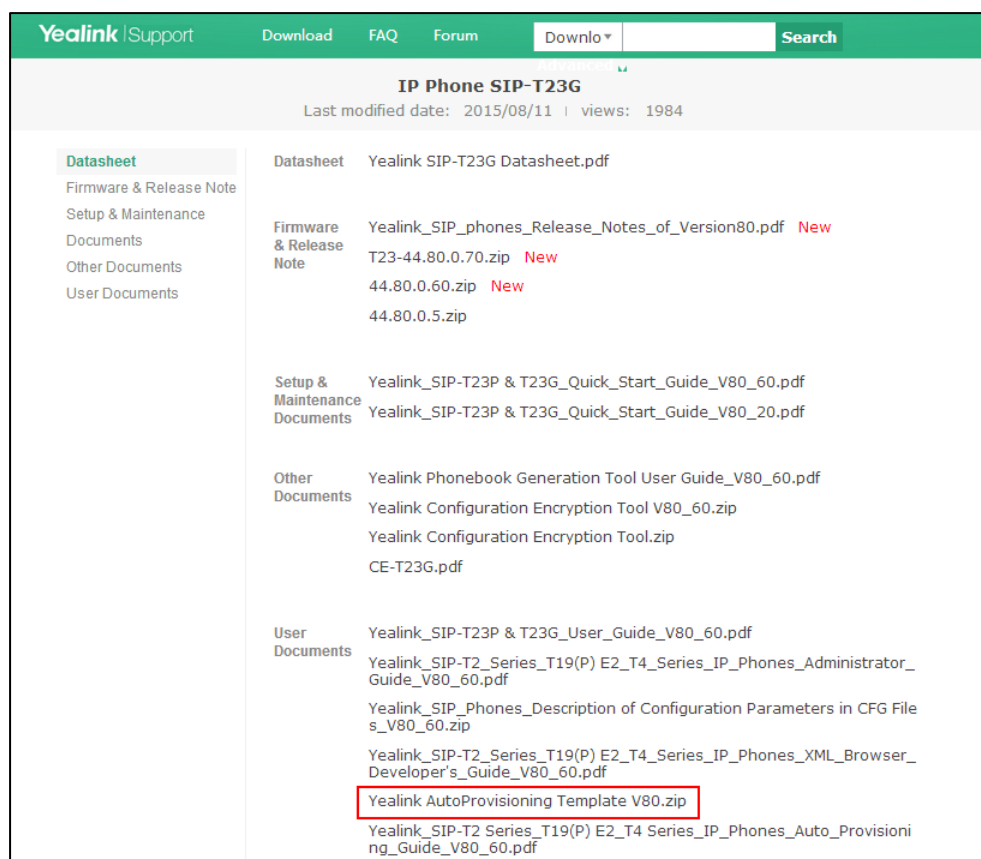 Yealink | Support Download FAQ Forum Downlo Search
Advanced
IP Phone SIP-T23G
Last modified date: 2015/08/11 | views: 1984
Datasheet
Firmware & Release Note
Setup & Maintenance
Documents
Other Documents
User Documents
Datasheet Yealink SIP-T23G Datasheet.pdf
Firmware
& Release
Note
Yealink_SIP_phones_Release_Notes_of_Version80.pdf New
T23-44.80.0.70.zip New
44.80.0.60.zip New
44.80.0.5.zip
Setup &
Maintenance
Documents
Yealink_SIP-T23P & T23G_Quick_Start_Guide_V80_60.pdf
Yealink_SIP-T23P & T23G_Quick_Start_Guide_V80_20.pdf
Other
Documents
Yealink Phonebook Generation Tool User Guide_V80_60.pdf
Yealink Configuration Encryption Tool V80_60.zip
Yealink Configuration Encryption Tool.zip
CE-T23G.pdf
User
Documents
Yealink_SIP-T23P & T23G_User_Guide_V80_60.pdf
Yealink_SIP-T2_Series_T19(P) E2_T4_Series_IP_Phones_Administrator_
Guide_V80_60.pdf
Yealink_SIP_Phones_Description of Configuration Parameters in CFG File
s_V80_60.zip
Yealink_SIP-T2_Series_T19(P) E2_T4_Series_IP_Phones_XML_Browser_
Developer's_Guide_V80_60.pdf
Yealink AutoProvisioning Template V80.zip
Yealink_SIP-T2 Series_T19(P) E2_T4 Series_IP_Phones_Auto_Provisioni
ng_Guide_V80_60.pdf